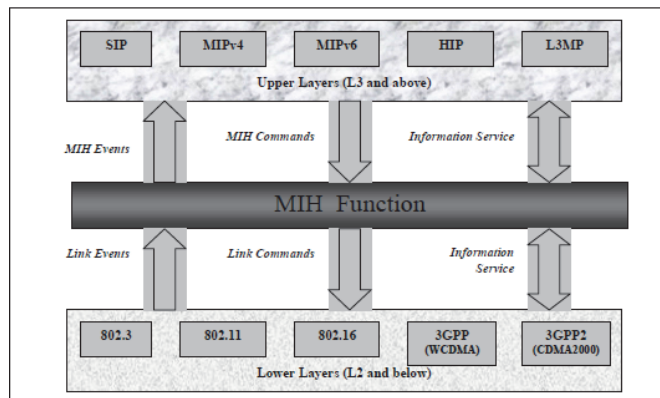 SIP MIPv4 MIPv6 HIP L3MP
Upper Layers (L3 and above)
MIH Events
MIH Commands
Information Service
MIH Function
Link Events
Link Commands
Information
Service
802.3 802.11 802.16 3GPP 3GPP2
(WCDMA) (CDMA2000)
Lower Layers (L2 and below)